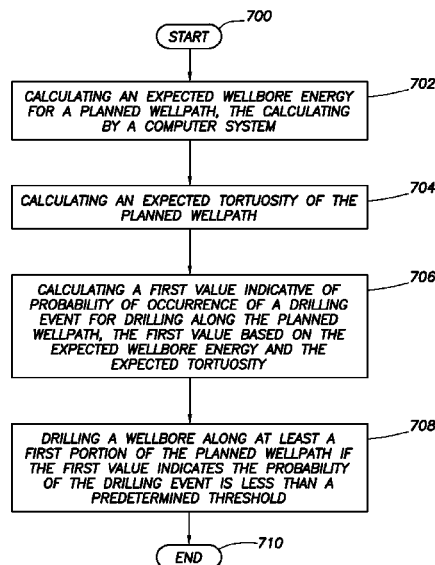 700
START
702
CALCULATING AN EXPECTED WELLBORE ENERGY
FOR A PLANNED WELLPATH, THE CALCULATING
BY A COMPUTER SYSTEM
704
CALCULATING AN EXPECTED TORTUOSITY OF THE
PLANNED WELLPATH
706
CALCULATING A FIRST VALUE INDICATIVE OF
PROBABILITY OF OCCURRENCE OF A DRILLING
EVENT FOR DRILLING ALONG THE PLANNED
WELLPATH, THE FIRST VALUE BASED ON THE
EXPECTED WELLBORE ENERGY AND THE
EXPECTED TORTUOSITY
708
DRILLING A WELLBORE ALONG AT LEAST A
FIRST PORTION OF THE PLANNED WELLPATH IF
THE FIRST VALUE INDICATES THE PROBABILITY
OF THE DRILLING EVENT IS LESS THAN A
PREDETERMINED THRESHOLD
710
END